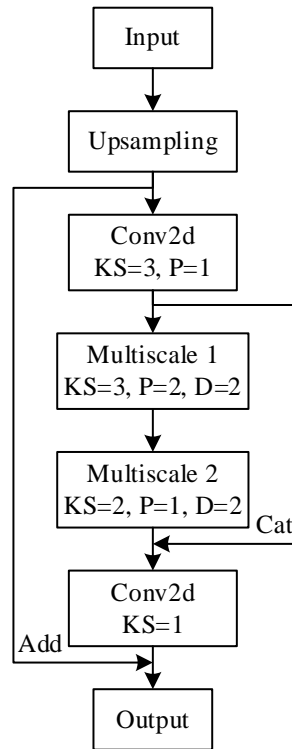 Input
Upsampling
Conv2d
KS=3, P=1
Multiscale 1
KS=3, P=2, D=2
Multiscale 2
KS=2, P=1, D=2
Cat
Conv2d
KS=1
Add
Output